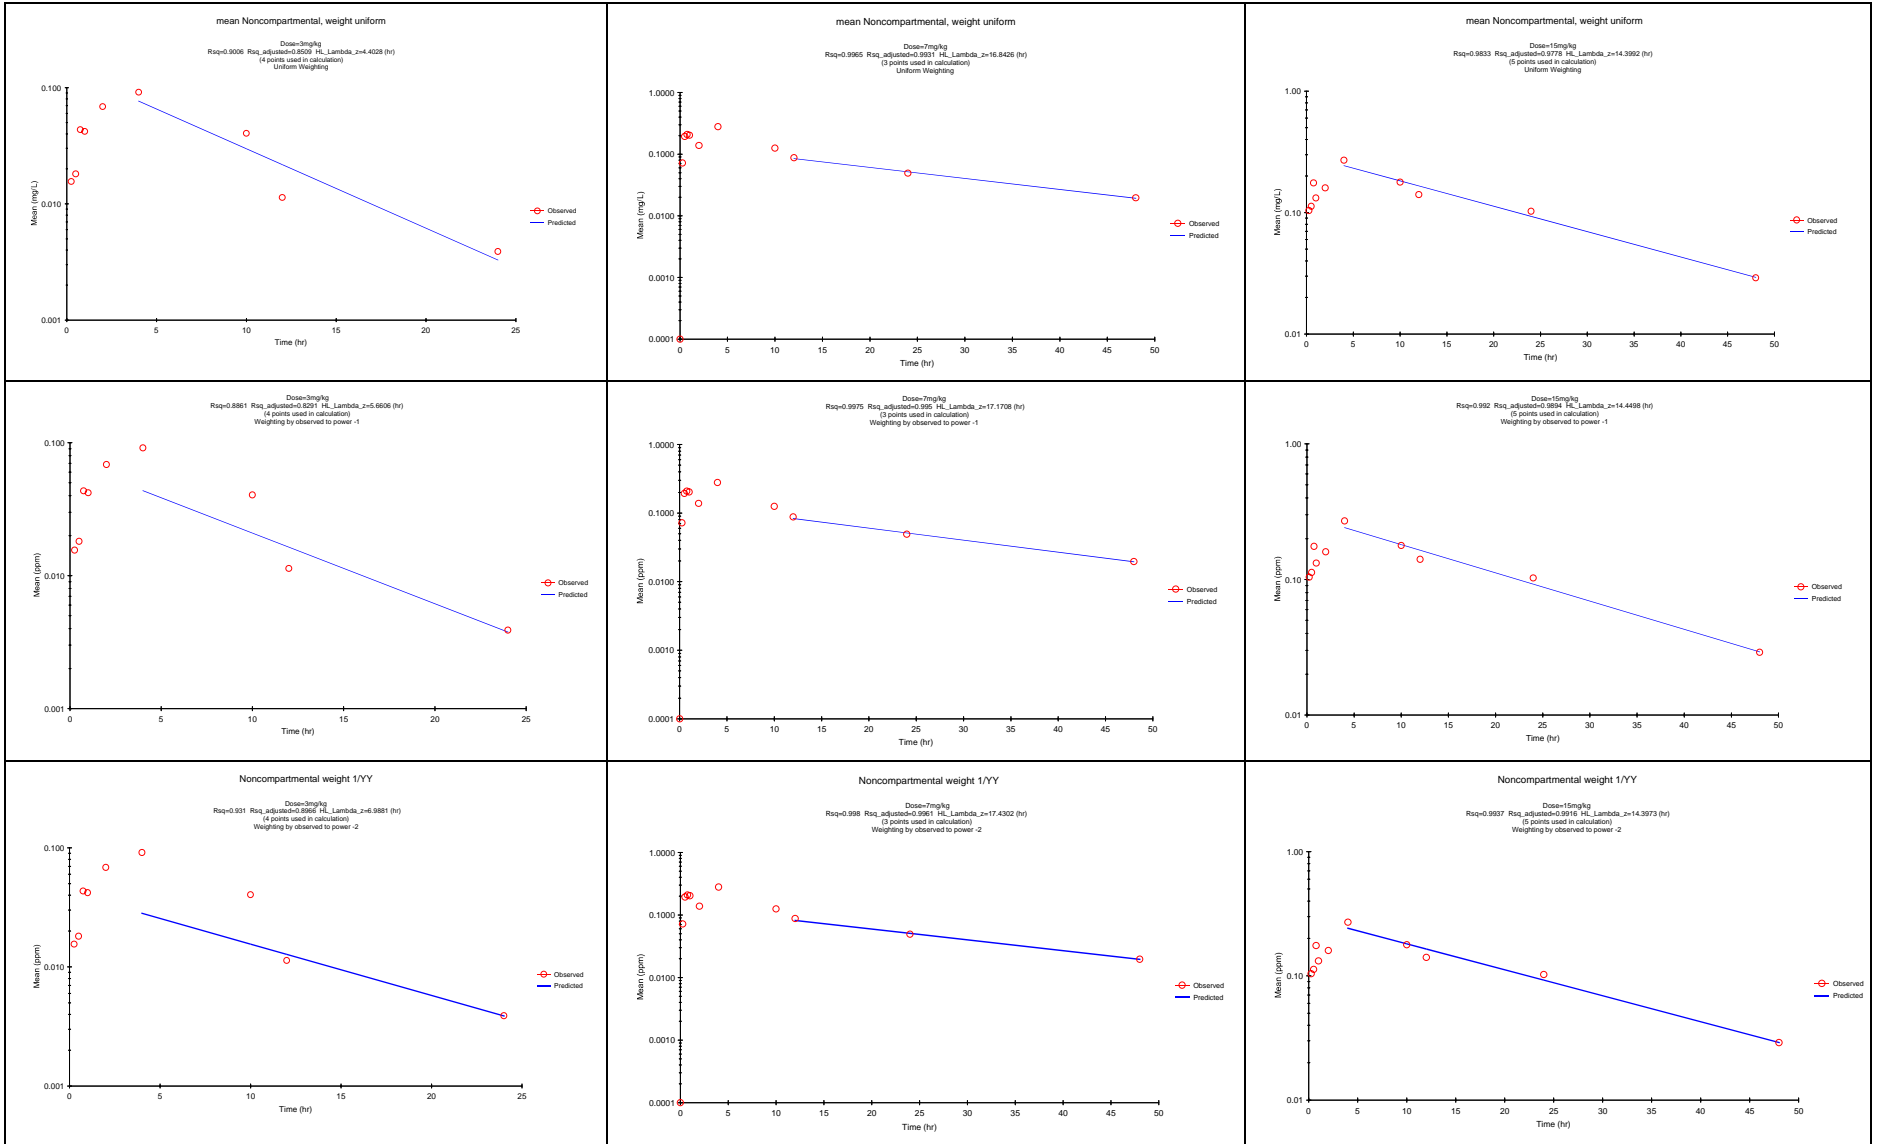 mean Noncompartmental, weight uniform
Dose=3mg/kg
Rsq=0.9006 Rsq_adjusted=0.8509 HL_Lambda_z=4.4028 (hr)
(4 points used in calculation)
Uniform Weighting
0.100
0.010
0.001
Mean (mg/L)
0 5 10 15 20 25
Time (hr)
Observed
Predicted
mean Noncompartmental, weight uniform
Dose=7mg/kg
Rsq=0.9965 Rsq_adjusted=0.9931 HL_Lambda_z=16.8426 (hr)
(3 points used in calculation)
Uniform Weighting
1.0000
0.1000
0.0100
0.0010
0.0001
Mean (mg/L)
0 5 10 15 20 25 30 35 40 45 50
Time (hr)
Observed
Predicted
mean Noncompartmental, weight uniform
Dose=15mg/kg
Rsq=0.9833 Rsq_adjusted=0.9778 HL_Lambda_z=14.3992 (hr)
(5 points used in calculation)
Uniform Weighting
1.00
0.10
0.01
Mean (mg/L)
0 5 10 15 20 25 30 35 40 45 50
Time (hr)
Observed
Predicted
Dose=3mg/kg
Rsq=0.8861 Rsq_adjusted=0.8291 HL_Lambda_z=5.6606 (hr)
(4 points used in calculation)
Weighting by observed to power -1
0.100
0.010
0.001
Mean (ppm)
0 5 10 15 20 25
Time (hr)
Observed
Predicted
Dose=7mg/kg
Rsq=0.9975 Rsq_adjusted=0.995 HL_Lambda_z=17.1708 (hr)
(3 points used in calculation)
Weighting by observed to power -1
1.0000
0.1000
0.0100
0.0010
0.0001
Mean (ppm)
0 5 10 15 20 25 30 35 40 45 50
Time (hr)
Observed
Predicted
Dose=15mg/kg
Rsq=0.992 Rsq_adjusted=0.9894 HL_Lambda_z=14.4498 (hr)
(5 points used in calculation)
Weighting by observed to power -1
1.00
0.10
0.01
Mean (ppm)
0 5 10 15 20 25 30 35 40 45 50
Time (hr)
Observed
Predicted
Noncompartmental weight 1/YY
Dose=3mg/kg
Rsq=0.931 Rsq_adjusted=0.8966 HL_Lambda_z=6.9881 (hr)
(4 points used in calculation)
Weighting by observed to power -2
0.100
0.010
0.001
Mean (ppm)
0 5 10 15 20 25
Time (hr)
Observed
Predicted
Noncompartmental weight 1/YY
Dose=7mg/kg
Rsq=0.998 Rsq_adjusted=0.9961 HL_Lambda_z=17.4302 (hr)
(3 points used in calculation)
Weighting by observed to power -2
1.0000
0.1000
0.0100
0.0010
0.0001
Mean (ppm)
0 5 10 15 20 25 30 35 40 45 50
Time (hr)
Observed
Predicted
Noncompartmental weight 1/YY
Dose=15mg/kg
Rsq=0.9937 Rsq_adjusted=0.9916 HL_Lambda_z=14.3973 (hr)
(5 points used in calculation)
Weighting by observed to power -2
1.00
0.10
0.01
Mean (ppm)
0 5 10 15 20 25 30 35 40 45 50
Time (hr)
Observed
Predicted